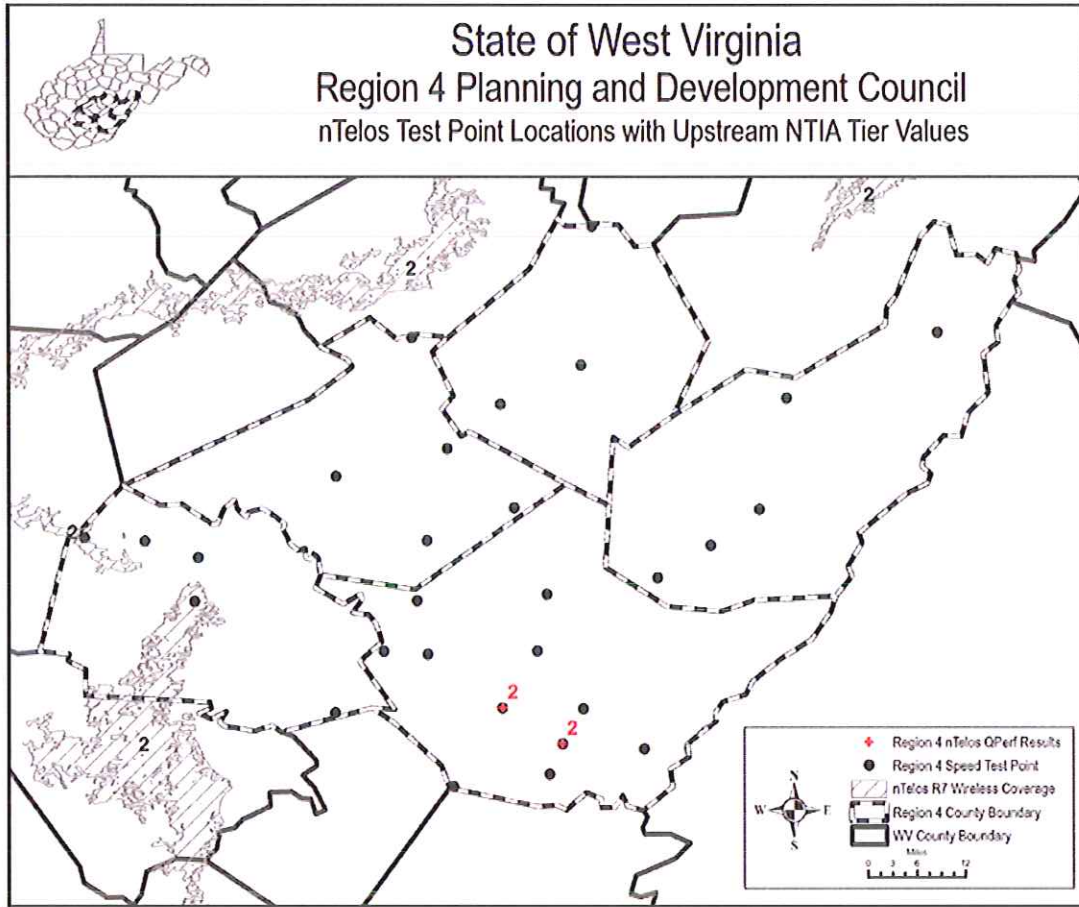 State of West Virginia
Region 4 Planning and Development Council
nTelos Test Point Locations with Upstream NTIA Tier Values
2
2
2
2
2
2
N
W E
S
Region 4 nTelos QPerf Results
Region 4 Speed Test Point
nTelos R7 Wireless Coverage
Region 4 County Boundary
WV County Boundary
Miles
0 3 6 12